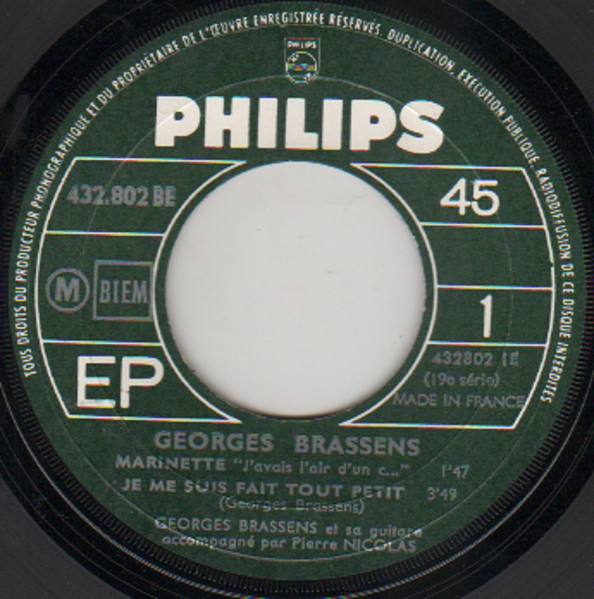 TOUS DROITS DU PRODUCTEUR PHONOGRAPHIQUE ET DU PROPRIÉTAIRE DE L'ŒUVRE ENREGISTRÉE RÉSERVÉS. DUPLICATION, EXÉCUTION PUBLIQUE, RADIODIFFUSION DE CE DISQUE INTERDITES
PHILIPS
PHILIPS
432.802 BE
45
M
BIEM
1
EP
432802 1E
(19e série)
MADE IN FRANCE
GEORGES BRASSENS
MARINETTE "J'avais l'air d'un c..." 1'47
JE ME SUIS FAIT TOUT PETIT 3'49
(Georges Brassens)
GEORGES BRASSENS et sa guitare
accompagné par Pierre NICOLAS